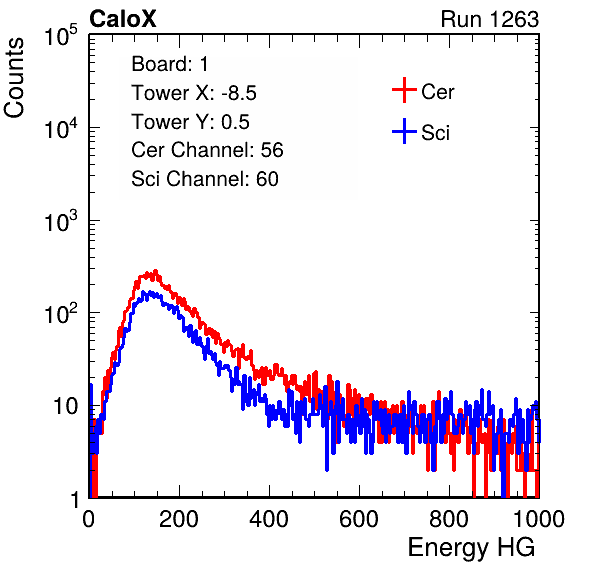 CaloX Run 1263
Counts
10^5
10^4
10^3
10^2
10
1
Board: 1
Tower X: -8.5
Tower Y: 0.5
Cer Channel: 56
Sci Channel: 60
Cer
Sci
0 200 400 600 800 1000
Energy HG